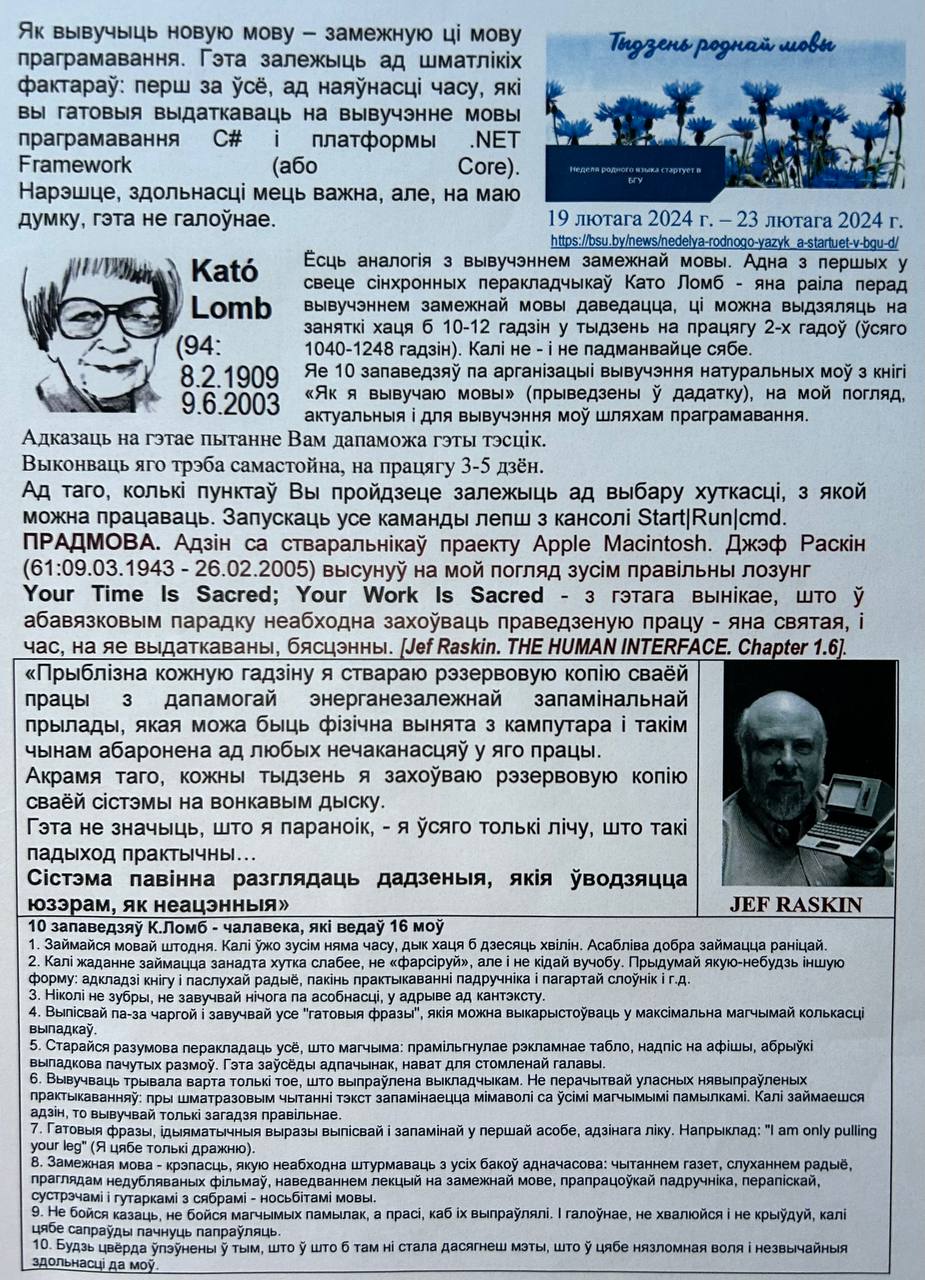 Як вывучыць новую мову – замежную ці мову
праграмавання. Гэта залежыць ад шматлікіх
фактараў: перш за ўсё, ад наяўнасці часу, які
вы гатовыя выдаткаваць на вывучэнне мовы
праграмавання C# і платформы .NET
Framework (або Core).
Нарэшце, здольнасці мець важна, але, на маю
думку, гэта не галоўнае.
Тыдзень роднай мовы
Неделя родного языка стартует в
БГУ
19 лютага 2024 г. – 23 лютага 2024 г.
https://bsu.by/news/nedelya-rodnogo-yazyk_a-startuet-v-bgu-d/
Kató
Lomb
(94:
8.2.1909
9.6.2003
Ёсць аналогія з вывучэннем замежнай мовы. Адна з першых у
свеце сінхронных перакладчыкаў Като Ломб - яна раіла перад
вывучэннем замежнай мовы даведацца, ці можна выдзяляць на
заняткі хаця б 10-12 гадзін у тыдзень на працягу 2-х гадоў (ўсяго
1040-1248 гадзін). Калі не - і не падманвайце сябе.
Яе 10 запаведзяў па арганізацыі вывучэння натуральных моў з кнігі
«Як я вывучаю мовы» (прыведзены ў дадатку), на мой погляд,
актуальныя і для вывучэння моў шляхам праграмавання.
Адказаць на гэтае пытанне Вам дапаможа гэты тэсцік.
Выконваць яго трэба самастойна, на працягу 3-5 дзён.
Ад таго, колькі пунктаў Вы пройдзеце залежыць ад выбару хуткасці, з якой
можна працаваць. Запускаць усе каманды лепш з кансолі Start|Run|cmd.
ПРАДМОВА. Адзін са стваральнікаў праекту Apple Macintosh. Джэф Раскін
(61:09.03.1943 - 26.02.2005) высунуў на мой погляд зусім правільны лозунг
Your Time Is Sacred; Your Work Is Sacred - з гэтага вынікае, што ў
абавязковым парадку неабходна захоўваць праведзеную працу - яна святая, і
час, на яе выдаткаваны, бясцэнны. [Jef Raskin. THE HUMAN INTERFACE. Chapter 1.6].
«Прыблізна кожную гадзіну я ствараю рэзервовую копію сваёй
працы з дапамогай энерганезалежнай запамінальнай
прылады, якая можа быць фізічна вынята з кампутара і такім
чынам абаронена ад любых нечаканасцяў у яго працы.
Акрамя таго, кожны тыдзень я захоўваю рэзервовую копію
сваёй сістэмы на вонкавым дыску.
Гэта не значыць, што я параноік, - я ўсяго толькі лічу, што такі
падыход практычны…
Сістэма павінна разглядаць дадзеныя, якія ўводзяцца
юзэрам, як неацэнныя»
JEF RASKIN
10 запаведзяў К.Ломб - чалавека, які ведаў 16 моў
1. Займайся мовай штодня. Калі ўжо зусім няма часу, дык хаця б дзесяць хвілін. Асабліва добра займацца раніцай.
2. Калі жаданне займацца занадта хутка слабее, не «фарсіруй», але і не кідай вучобу. Прыдумай якую-небудзь іншую
форму: адкладзі кнігу і паслухай радыё, пакінь практыкаванні падручніка і пагартай слоўнік і г.д.
3. Ніколі не зубры, не завучвай нічога па асобнасці, у адрыве ад кантэксту.
4. Выпісвай па-за чаргой і завучвай усе "гатовыя фразы", якія можна выкарыстоўваць у максімальна магчымай колькасці
выпадкаў.
5. Старайся разумова перакладаць усё, што магчыма: прамільгнулае рэкламнае табло, надпіс на афішы, абрыўкі
выпадкова пачутых размоў. Гэта заўсёды адпачынак, нават для стомленай галавы.
6. Вывучваць трывала варта толькі тое, што выпраўлена выкладчыкам. Не перачытвай уласных нявыпраўленых
практыкаванняў: пры шматразовым чытанні тэкст запамінаецца мімаволі са ўсімі магчымымі памылкамі. Калі займаешся
адзін, то вывучвай толькі загадзя правільнае.
7. Гатовыя фразы, ідыяматычныя выразы выпісвай і запамінай у першай асобе, адзінага ліку. Напрыклад: "I am only pulling
your leg" (Я цябе толькі дражню).
8. Замежная мова - крэпасць, якую неабходна штурмаваць з усіх бакоў адначасова: чытаннем газет, слуханнем радыё,
праглядам недубляваных фільмаў, наведваннем лекцый на замежнай мове, прапрацоўкай падручніка, перапіскай,
сустрэчамі і гутаркамі з сябрамі - носьбітамі мовы.
9. Не бойся казаць, не бойся магчымых памылак, а прасі, каб іх выпраўлялі. І галоўнае, не хвалюйся і не крыўдуй, калі
цябе сапраўды пачнуць папраўляць.
10. Будзь цвёрда ўпэўнены ў тым, што ў што б там ні стала дасягнеш мэты, што ў цябе нязломная воля і незвычайныя
здольнасці да моў.